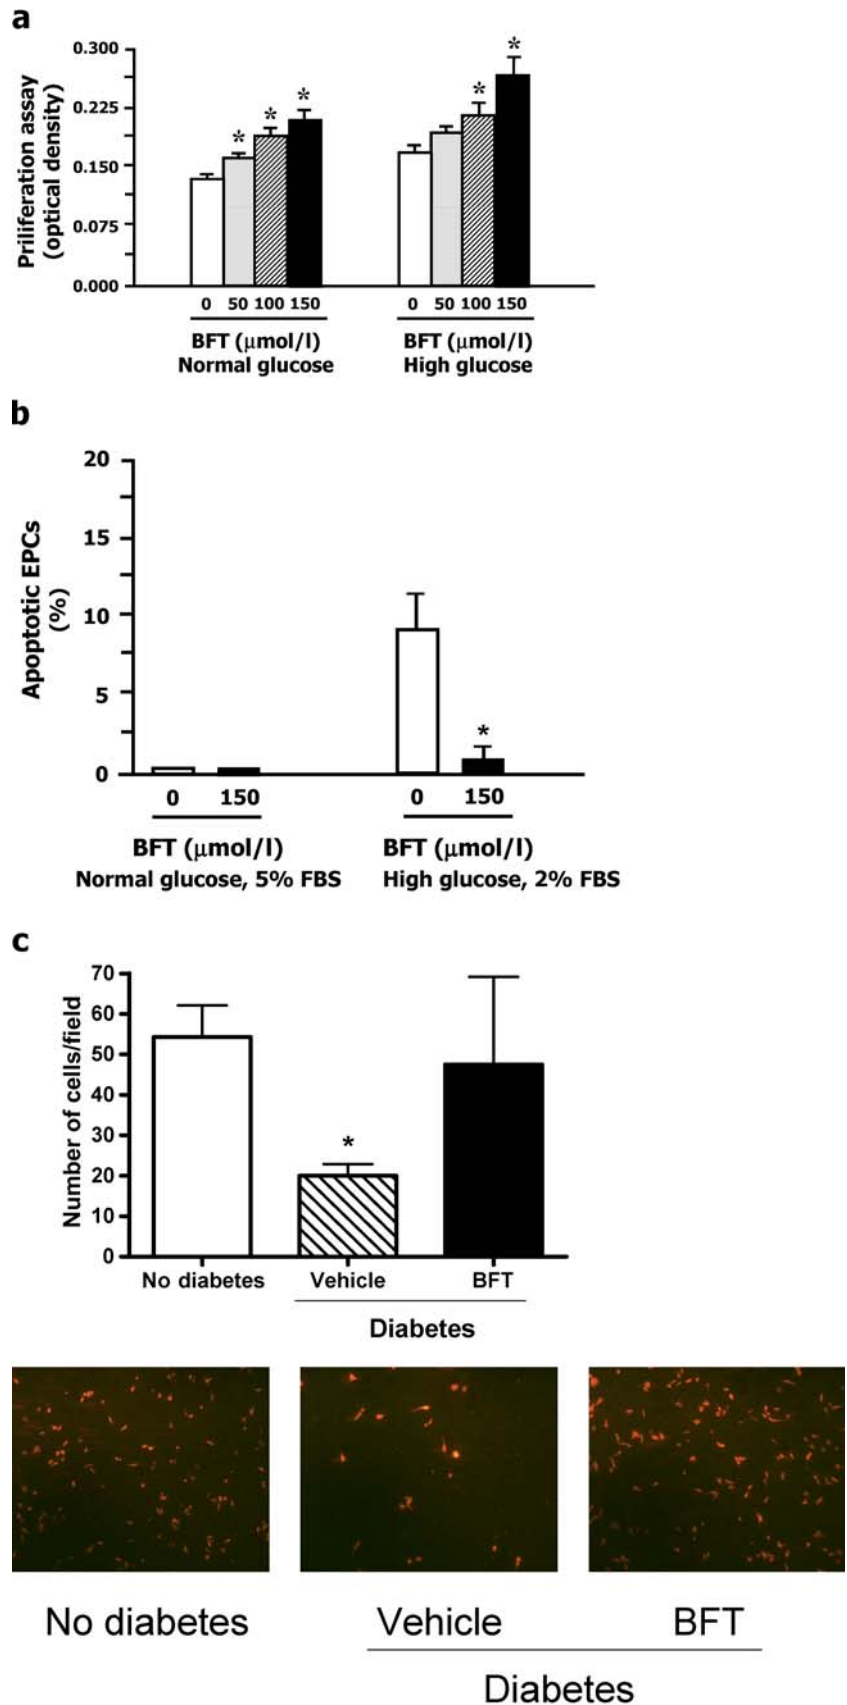 a
Priliferation assay
(optical density)
0.300
0.225
0.150
0.075
0.000
* * * * *
0 50 100 150 0 50 100 150
BFT (μmol/l) BFT (μmol/l)
Normal glucose High glucose
b
Apoptotic EPCs
(%)
20
15
10
5
0
*
0 150 0 150
BFT (μmol/l) BFT (μmol/l)
Normal glucose, 5% FBS High glucose, 2% FBS
c
Number of cells/field
70
60
50
40
30
20
10
0
*
No diabetes Vehicle BFT
Diabetes
No diabetes Vehicle BFT
Diabetes